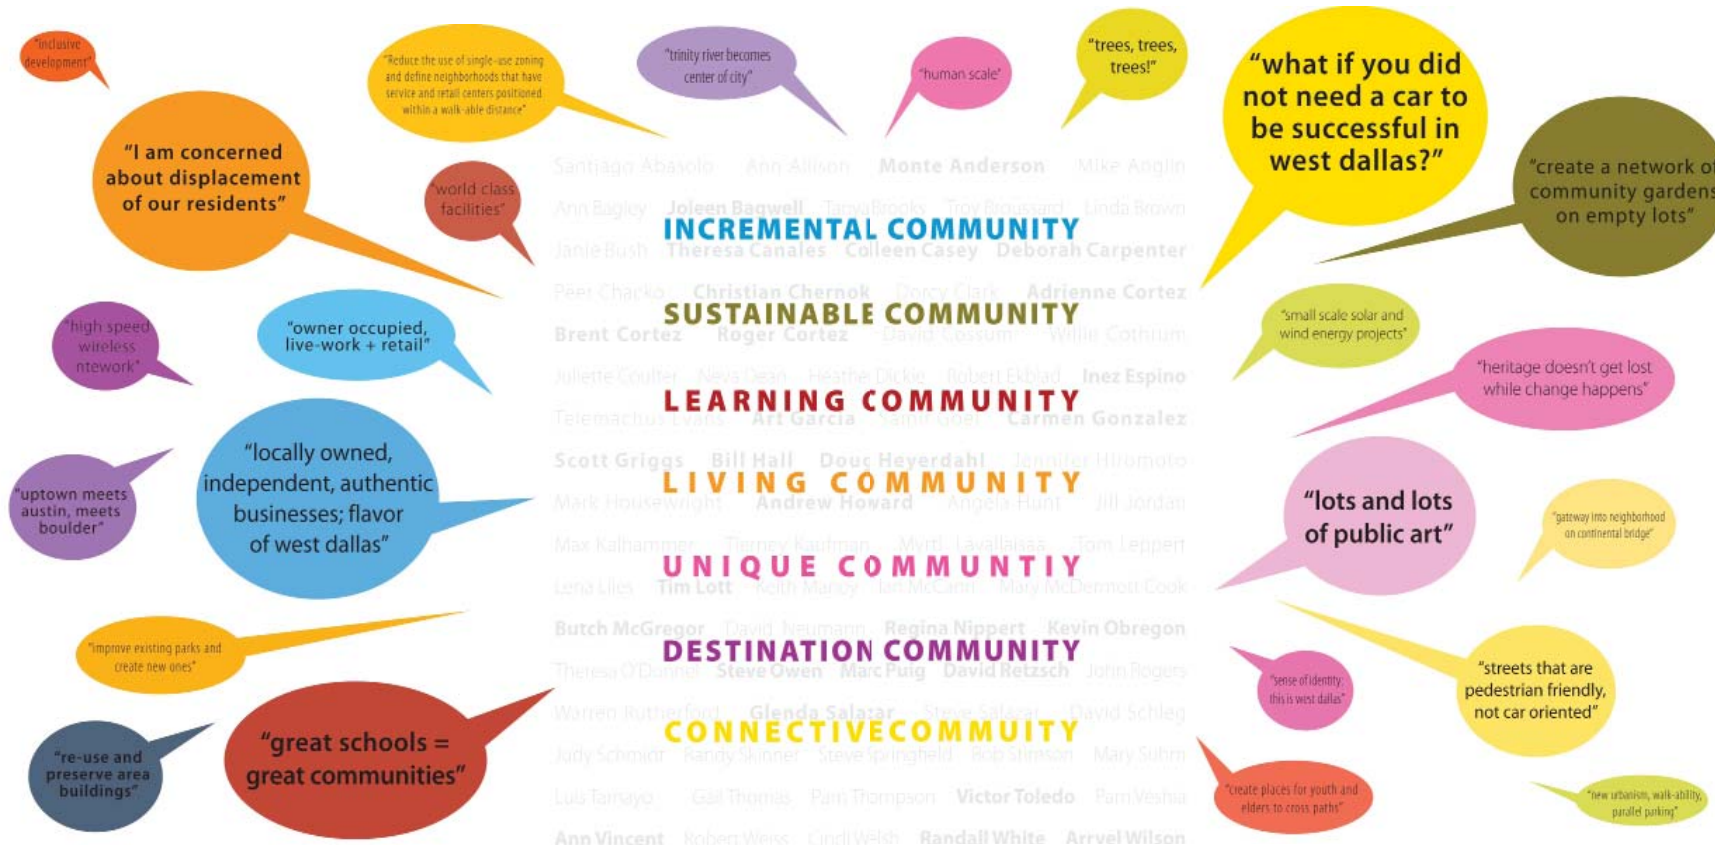 "inclusive
development"
"Reduce the use of single-use zoning
and define neighborhoods that have
service and retail centers positioned
within a walk-able distance"
"trinity river becomes
center of city"
"human scale"
"trees, trees,
trees!"
"what if you did
not need a car to
be successful in
west dallas?"
"I am concerned
about displacement
of our residents"
"world class
facilities"
"create a network of
community gardens
on empty lots"
"high speed
wireless
ntework"
"owner occupied,
live-work + retail"
"small scale solar and
wind energy projects"
"heritage doesn't get lost
while change happens"
"locally owned,
independent, authentic
businesses; flavor
of west dallas"
"uptown meets
austin, meets
boulder"
"lots and lots
of public art"
"gateway into neighborhood
on continental bridge"
"improve existing parks and
create new ones"
"great schools =
great communities"
"re-use and
preserve area
buildings"
"sense of identity:
this is west dallas"
"streets that are
pedestrian friendly,
not car oriented"
"create places for youth and
elders to cross paths"
"new urbanism, walk-ability,
parallel parking"
Santiago Abasolo Ann Allison Monte Anderson Mike Anglin
Ann Bagley Joleen Bagwell Tanya Brooks Troy Broussard Linda Brown
INCREMENTAL COMMUNITY
Janie Bush Theresa Canales Colleen Casey Deborah Carpenter
Peer Chacko Christian Chernok Dorcy Clark Adrienne Cortez
SUSTAINABLE COMMUNITY
Brent Cortez Roger Cortez David Cossum Willie Cothrum
Juliette Coulter Neva Dean Heather Dickie Robert Ekblad Inez Espino
LEARNING COMMUNITY
Telemachus Evans Art Garcia Samir Goel Carmen Gonzalez
Scott Griggs Bill Hall Doug Heyerdahl Jennifer Hiromoto
LIVING COMMUNITY
Mark Housewright Andrew Howard Angela Hunt Jill Jordan
Max Kalhammer Tierney Kaufman Tom Leppert
UNIQUE COMMUNTIY
Lena Liles Tim Lott Keith Manoy Ian McCann Mary McDermott Cook
Butch McGregor David Neumann Regina Nippert Kevin Obregon
DESTINATION COMMUNITY
Theresa O'Donnel Steve Owen Marc Puig David Retzsch John Rogers
Warren Rutherford Glenda Salazar Steve Salazar David Schleg
CONNECTIVECOMMUITY
Judy Schmidt Randy Skinner Steve Springfield Bob Stimson Mary Suhm
Luis Tamayo Gail Thomas Pam Thompson Victor Toledo Pam Veshia
Ann Vincent Robert Weiss Cindi Welsh Randall White Arrvel Wilson